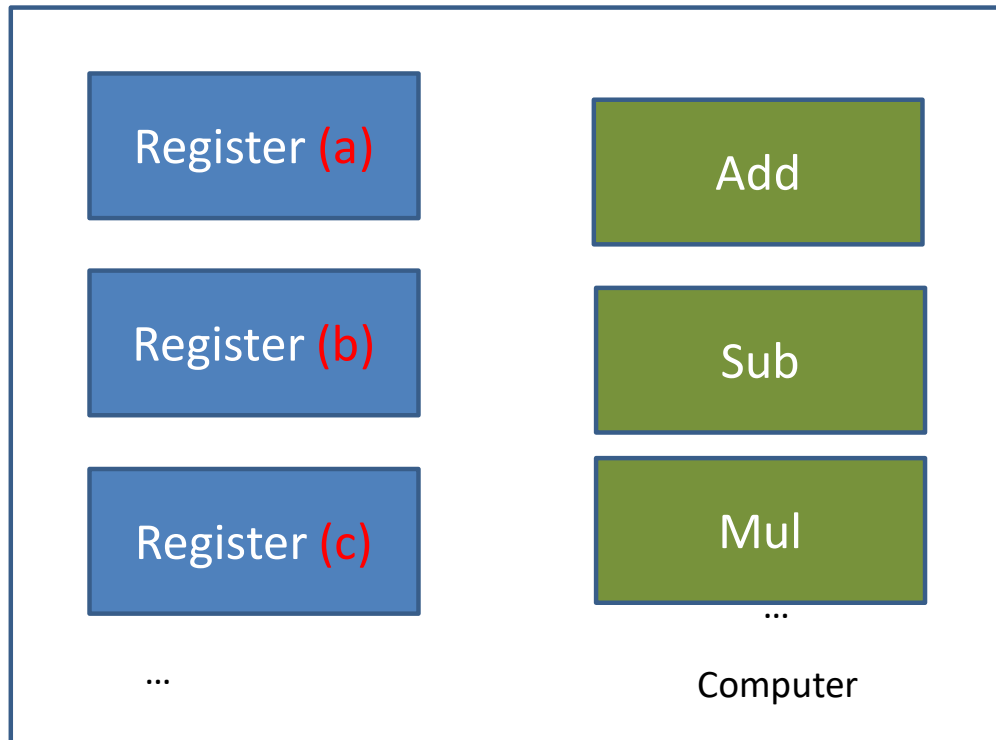 Register (a)
Register (b)
Register (c)
...
Add
Sub
Mul
...
Computer